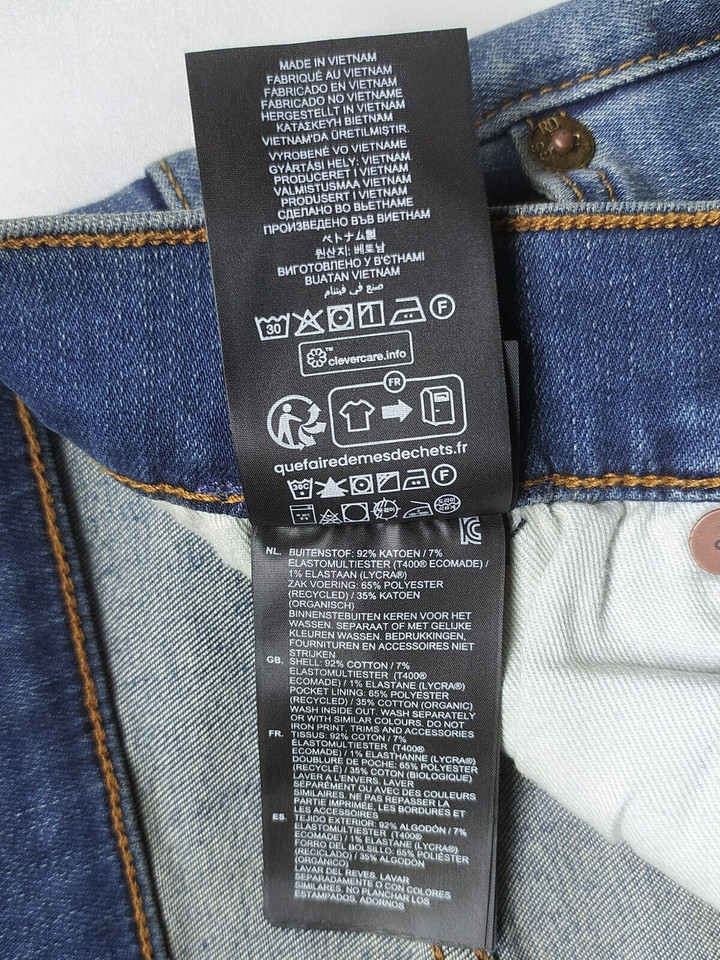 MADE IN VIETNAM
FABRIQUÉ AU VIETNAM
FABRICADO EN VIETNAM
FABRICADO NO VIETNAME
HERGESTELLT IN VIETNAM
ΚΑΤΑΣΚΕΥΗ ΒΙΕΤΝΑΜ
VIETNAM'DA ÜRETILMIŞTIR.
VYROBENÉ VO VIETNAME
GYÁRTÁSI HELY: VIETNAM
PRODUCERET I VIETNAM
VALMISTUSMAA VIETNAM
PRODUSERT I VIETNAM
СДЕЛАНО ВО ВЬЕТНАМЕ
ПРОИЗВЕДЕНО ВЪВ ВИЕТНАМ
ベトナム製
원산지: 베트남
ВИГОТОВЛЕНО У В'ЄТНАМІ
BUATAN VIETNAM
صنع في فيتنام
30 F
™ clevercare.info
FR
quefairedemesdechets.fr
30C F
NL. BUITENSTOF: 92% KATOEN / 7%
ELASTOMULTIESTER (T400® ECOMADE) /
1% ELASTAAN (LYCRA®)
ZAK VOERING: 65% POLYESTER
(RECYCLED) / 35% KATOEN
(ORGANISCH)
BINNENSTEBUITEN KEREN VOOR HET
WASSEN. SEPARAAT OF MET GELIJKE
KLEUREN WASSEN. BEDRUKKINGEN,
FOURNITUREN EN ACCESSOIRES NIET
STRIJKEN
GB. SHELL: 92% COTTON / 7%
ELASTOMULTIESTER (T400®
ECOMADE) / 1% ELASTANE (LYCRA®)
POCKET LINING: 65% POLYESTER
(RECYCLED) / 35% COTTON (ORGANIC)
WASH INSIDE OUT. WASH SEPARATELY
OR WITH SIMILAR COLOURS. DO NOT
IRON PRINT, TRIMS AND ACCESSORIES
FR. TISSUS: 92% COTON / 7%
ÉLASTOMULTIESTER (T400®
ECOMADE) / 1% ELASTHANNE (LYCRA®)
DOUBLURE DE POCHE: 65% POLYESTER
(RECYCLÉ) / 35% COTON (BIOLOGIQUE)
LAVER A L'ENVERS. LAVER
SÉPARÉMENT OU AVEC DES COULEURS
SIMILAIRES. NE PAS REPASSER LA
PARTIE IMPRIMÉE, LES BORDURES ET
LES ACCESSOIRES
ES. TEJIDO EXTERIOR: 92% ALGODÓN / 7%
ELASTOMULTIÉSTER (T400®
ECOMADE) / 1% ELASTANE (LYCRA®)
FORRO DEL BOLSILLO: 65% POLIÉSTER
(RECICLADO) / 35% ALGODÓN
(ORGÁNICO)
LAVAR DEL REVES. LAVAR
SEPARADAMENTE O CON COLORES
SIMILARES. NO PLANCHAR LOS
ESTAMPADOS, ADORNOS